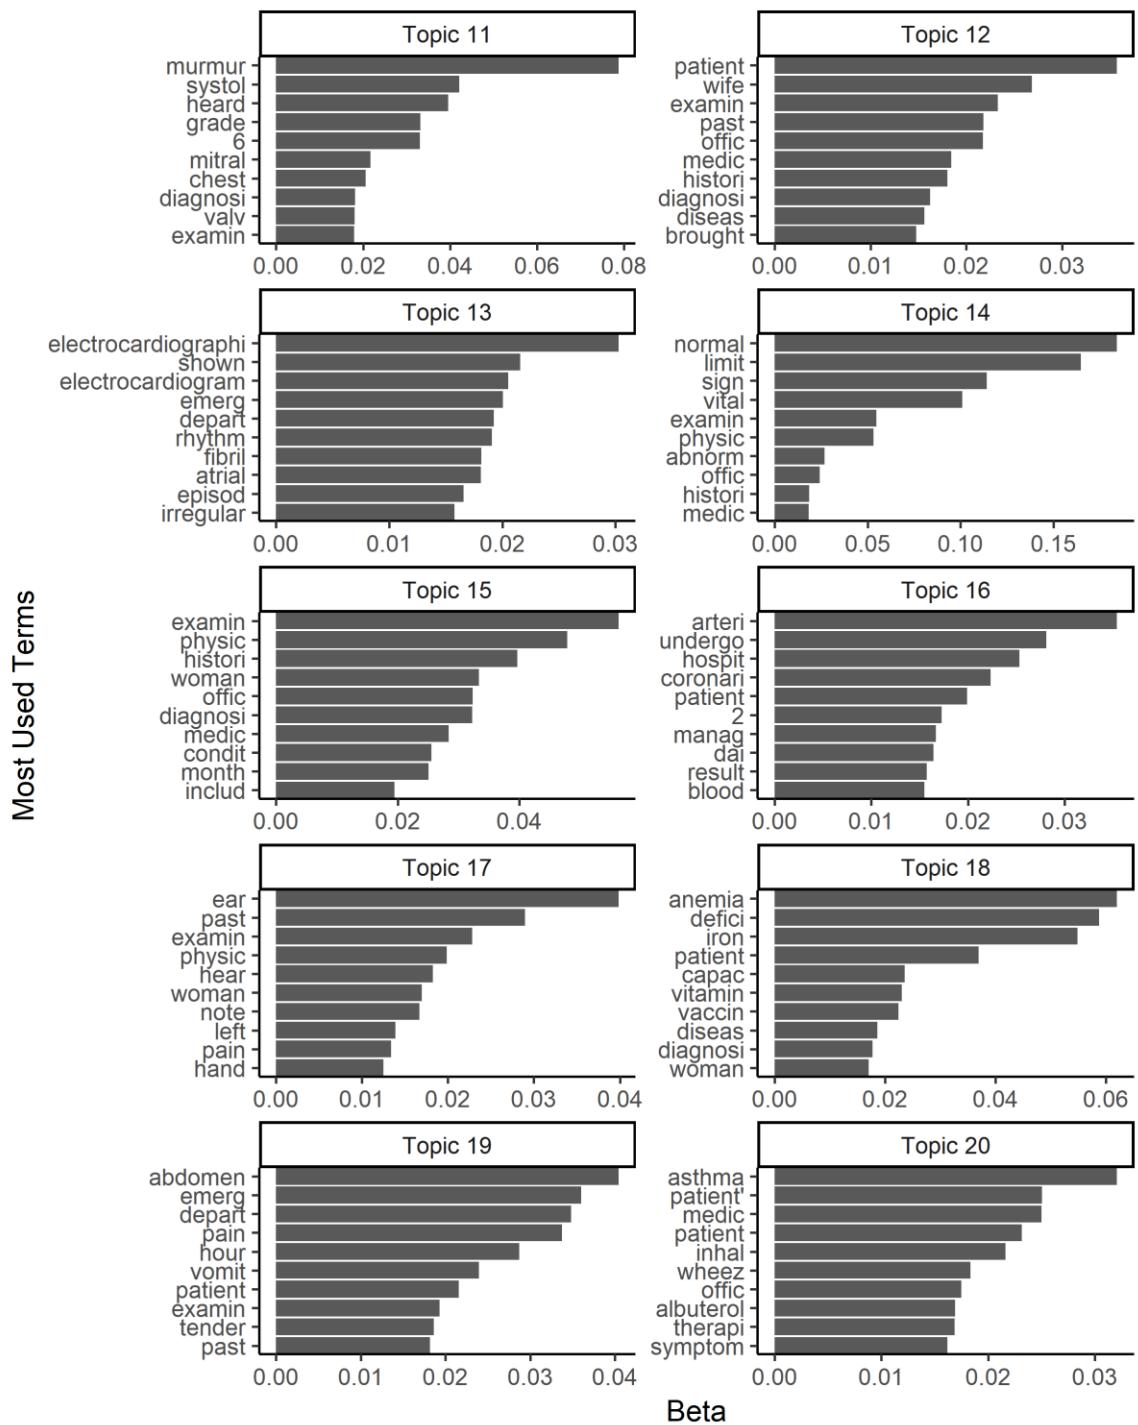 Most Used Terms
Topic 11
murmur
systol
heard
grade
6
mitral
chest
diagnosi
valv
examin
0.00 0.02 0.04 0.06 0.08
Topic 12
patient
wife
examin
past
offic
medic
histori
diagnosi
diseas
brought
0.00 0.01 0.02 0.03
Topic 13
electrocardiographi
shown
electrocardiogram
emerg
depart
rhythm
fibril
atrial
episod
irregular
0.00 0.01 0.02 0.03
Topic 14
normal
limit
sign
vital
examin
physic
abnorm
offic
histori
medic
0.00 0.05 0.10 0.15
Topic 15
examin
physic
histori
woman
offic
diagnosi
medic
condit
month
includ
0.00 0.02 0.04
Topic 16
arteri
undergo
hospit
coronari
patient
2
manag
dai
result
blood
0.00 0.01 0.02 0.03
Topic 17
ear
past
examin
physic
hear
woman
note
left
pain
hand
0.00 0.01 0.02 0.03 0.04
Topic 18
anemia
defici
iron
patient
capac
vitamin
vaccin
diseas
diagnosi
woman
0.00 0.02 0.04 0.06
Topic 19
abdomen
emerg
depart
pain
hour
vomit
patient
examin
tender
past
0.00 0.01 0.02 0.03 0.04
Topic 20
asthma
patient'
medic
patient
inhal
wheez
offic
albuterol
therapi
symptom
0.00 0.01 0.02 0.03
Beta